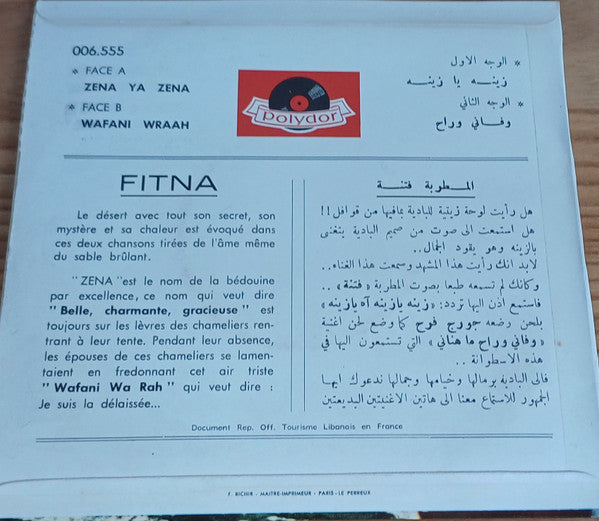 006.555
* FACE A
ZENA YA ZENA
* FACE B
WAFANI WRAAH
polydor
* الوجه الاول
زينه يا زينه
* الوجه الثاني
وفاني وراح
FITNA
Le désert avec tout son secret, son
mystère et sa chaleur est évoqué dans
ces deux chansons tirées de l'âme même
du sable brûlant.
"ZENA "est le nom de la bédouine
par excellence, ce nom qui veut dire
"Belle, charmante, gracieuse" est
toujours sur les lèvres des chameliers ren-
trant à leur tente. Pendant leur absence,
les épouses de ces chameliers se lamen-
taient en fredonnant cet air triste
"Wafani Wa Rah" qui veut dire :
Je suis la délaissée...
المطربة فتنة
هل رأيت لوحة زيتية للبادية بمافيها من قوافل!!
هل استمعت الى صوت من صميم البادية يتغنى
بالزينه وهو يقود الجمال..
لابد انك رأيت هذا المشهد وسمعت هذا الغناء..
وكانك لم تسمعه طبعا بصوت المطربة «فتنة» ..
فاستمع اذن اليها تردد: «زينه يازينه آه يازينه»
بلحن وضعه جورج فرح كما وضع لحن اغنية
«وفاني وراح ما هناني» التي تستمعون اليها في
هذه الاسطوانة ..
فالى البادية برمالها وخيامها وجمالها ندعوك ايها
الجمهور للاستماع معنا الى هاتين الاغنيتين البديعتين
Document Rep. Off. Tourisme Libanais en France
F. BICHIR - MAITRE-IMPRIMEUR - PARIS-LE PERREUX